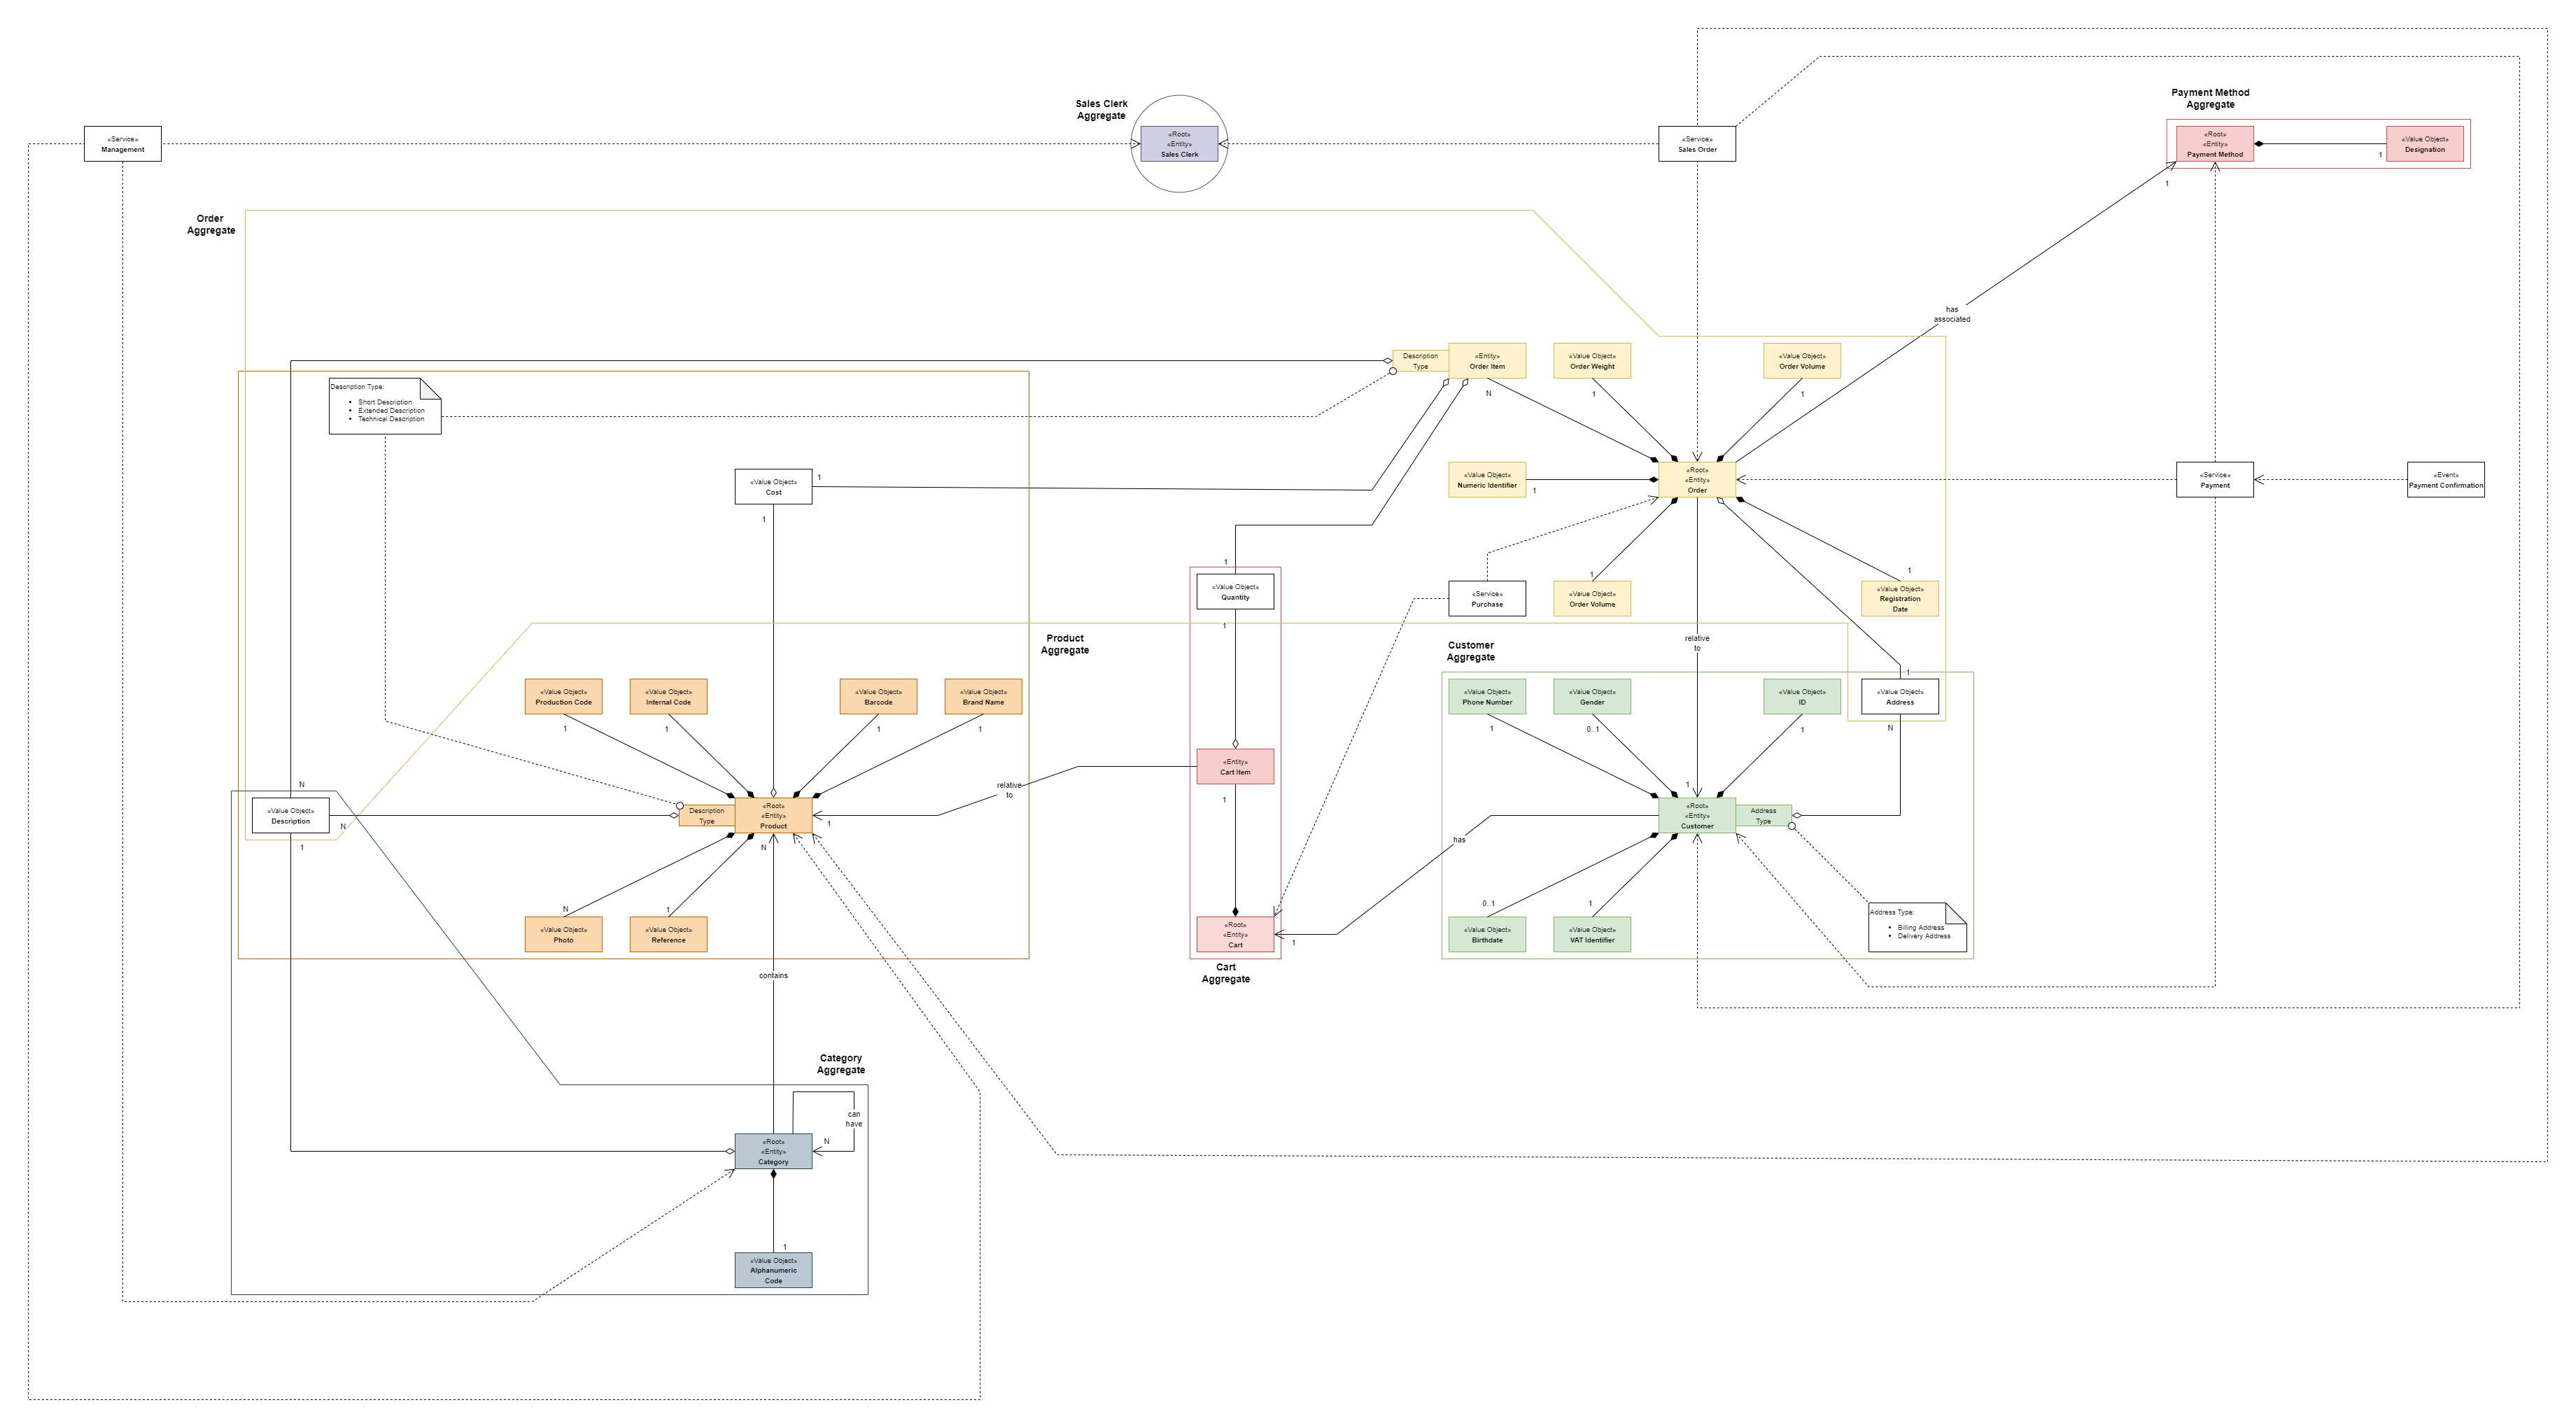 Sales Clerk
Aggregate
Payment Method
Aggregate
«Service»
Management
«Root»
«Entity»
Sales Clerk
«Service»
Sales Order
«Root»
«Entity»
Payment Method
1
«Value Object»
Designation
1
Order
Aggregate
has
associated
Description
Type
«Entity»
Order Item
«Value Object»
Order Weight
«Value Object»
Order Volume
Description Type:
• Short Description
• Extended Description
• Technical Description
N
1
1
«Value Object»
Cost
1
1
«Value Object»
Numeric Identifier
1
«Root»
«Entity»
Order
«Service»
Payment
«Event»
Payment Confirmation
1
«Value Object»
Quantity
1
«Service»
Purchase
1
«Value Object»
Order Volume
1
«Value Object»
Registration
Date
Product
Aggregate
Customer
Aggregate
relative
to
«Value Object»
Production Code
1
«Value Object»
Internal Code
1
«Value Object»
Barcode
1
«Value Object»
Brand Name
1
«Value Object»
Phone Number
1
«Value Object»
Gender
0..1
«Value Object»
ID
1
1
«Value Object»
Address
N
«Entity»
Cart Item
1
relative
to
1
N
«Value Object»
Description
N
1
Description
Type
«Root»
«Entity»
Product
N
1
«Root»
«Entity»
Customer
Address
Type
has
N
«Value Object»
Photo
1
«Value Object»
Reference
«Root»
«Entity»
Cart
1
0..1
«Value Object»
Birthdate
1
«Value Object»
VAT Identifier
Address Type:
• Billing Address
• Delivery Address
Cart
Aggregate
contains
Category
Aggregate
can
have
N
«Root»
«Entity»
Category
1
«Value Object»
Alphanumeric
Code